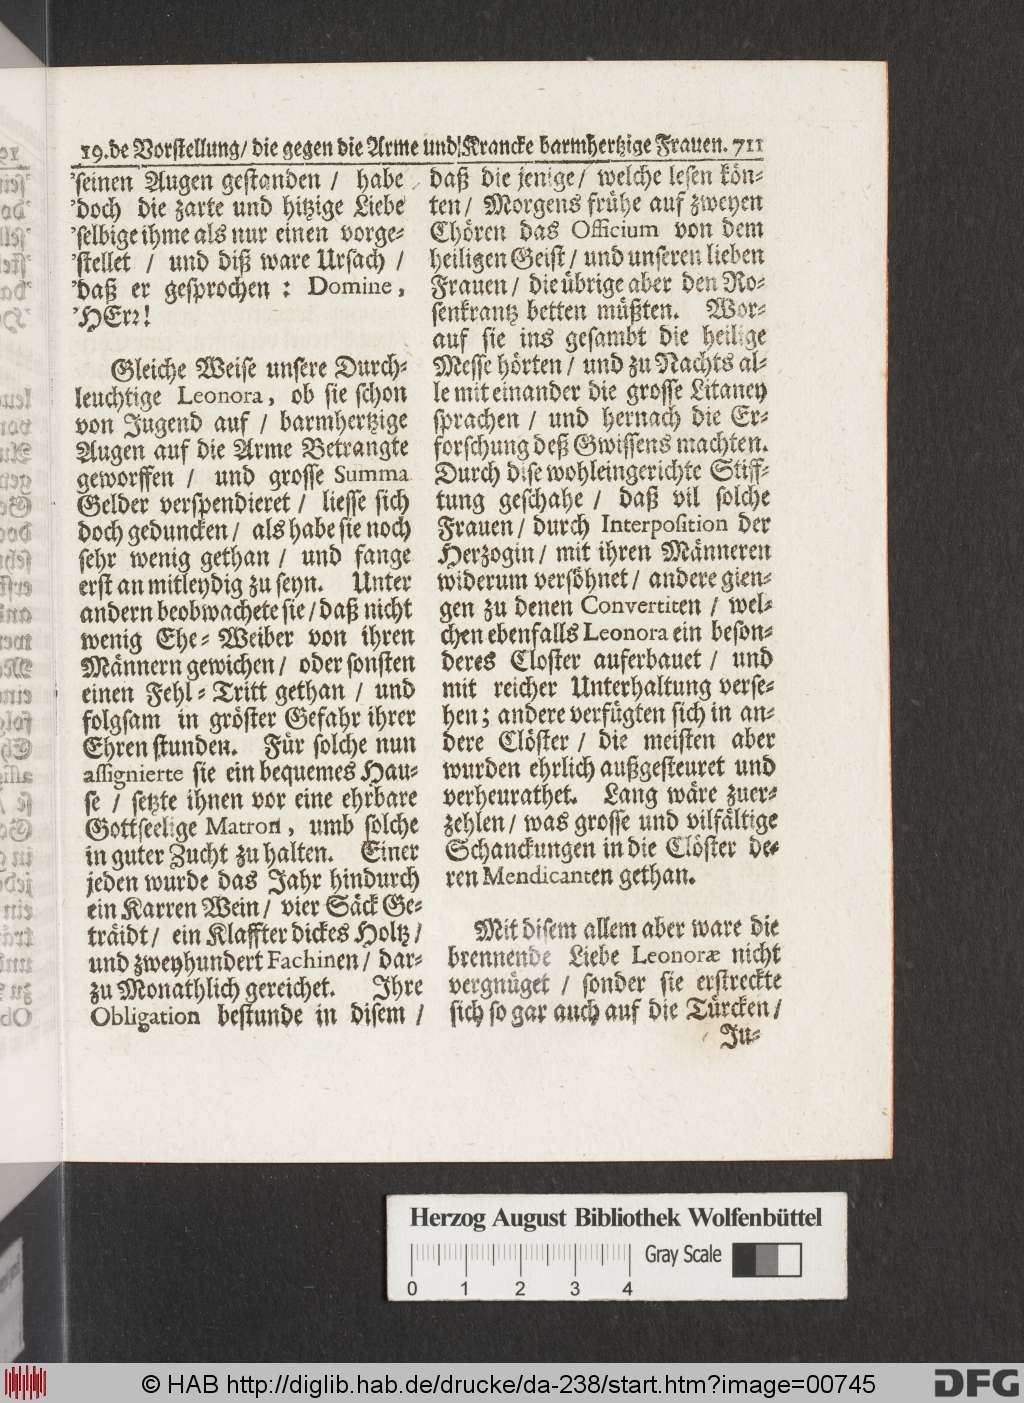 19.de Vorstellung/ die gegen die Arme und Krancke barmhertzige Frauen. 711
'seinen Augen gestanden / habe
'doch die zarte und hitzige Liebe
'selbige ihme als nur einen vorge-
'stellet / und diß ware Ursach /
'daß er gesprochen : Domine,
'HErr!
Gleiche Weise unsere Durch-
leuchtige Leonora, ob sie schon
von Jugend auf / barmhertzige
Augen auf die Arme Betrangte
geworffen / und grosse Summa
Gelder verspendieret / liesse sich
doch geduncken / als habe sie noch
sehr wenig gethan / und fange
erst an mitleydig zu seyn. Unter
andern beobwachete sie / daß nicht
wenig Ehe-Weiber von ihren
Männern gewichen / oder sonsten
einen Fehl-Tritt gethan / und
folgsam in gröster Gefahr ihrer
Ehren stunden. Für solche nun
assignierte sie ein bequemes Hau-
se / setzte ihnen vor eine ehrbare
Gottseelige Matron, umb solche
in guter Zucht zu halten. Einer
jeden wurde das Jahr hindurch
ein Karren Wein / vier Säck Ge-
träidt / ein Klaffter dickes Holtz /
und zweyhundert Fachinen / dar-
zu Monathlich gereichet. Ihre
Obligation bestunde in disem /
daß die jenige / welche lesen kön-
ten / Morgens frühe auf zweyen
Chören das Officium von dem
heiligen Geist / und unseren lieben
Frauen / die übrige aber den Ro-
senkrantz betten müßten. Wor-
auf sie ins gesambt die heilige
Messe hörten / und zu Nachts al-
le mit einander die grosse Litaney
sprachen / und hernach die Er-
forschung deß Gwissens machten.
Durch dise wohleingerichte Stiff-
tung geschahe / daß vil solche
Frauen / durch Interposition der
Herzogin / mit ihren Männeren
widerum versöhnet / andere gien-
gen zu denen Convertiten / wel-
chen ebenfalls Leonora ein beson-
deres Closter auferbauet / und
mit reicher Unterhaltung verse-
hen; andere verfügten sich in an-
dere Clöster / die meisten aber
wurden ehrlich außgesteuret und
verheurathet. Lang wäre zuer-
zehlen / was grosse und vilfältige
Schanckungen in die Clöster de-
ren Mendicanten gethan.
Mit disem allem aber ware die
brennende Liebe Leonoræ nicht
vergnüget / sonder sie erstreckte
sich so gar auch auf die Türcken /
Ju-
Herzog August Bibliothek Wolfenbüttel
Gray Scale
0 1 2 3 4
© HAB http://diglib.hab.de/drucke/da-238/start.htm?image=00745
DFG